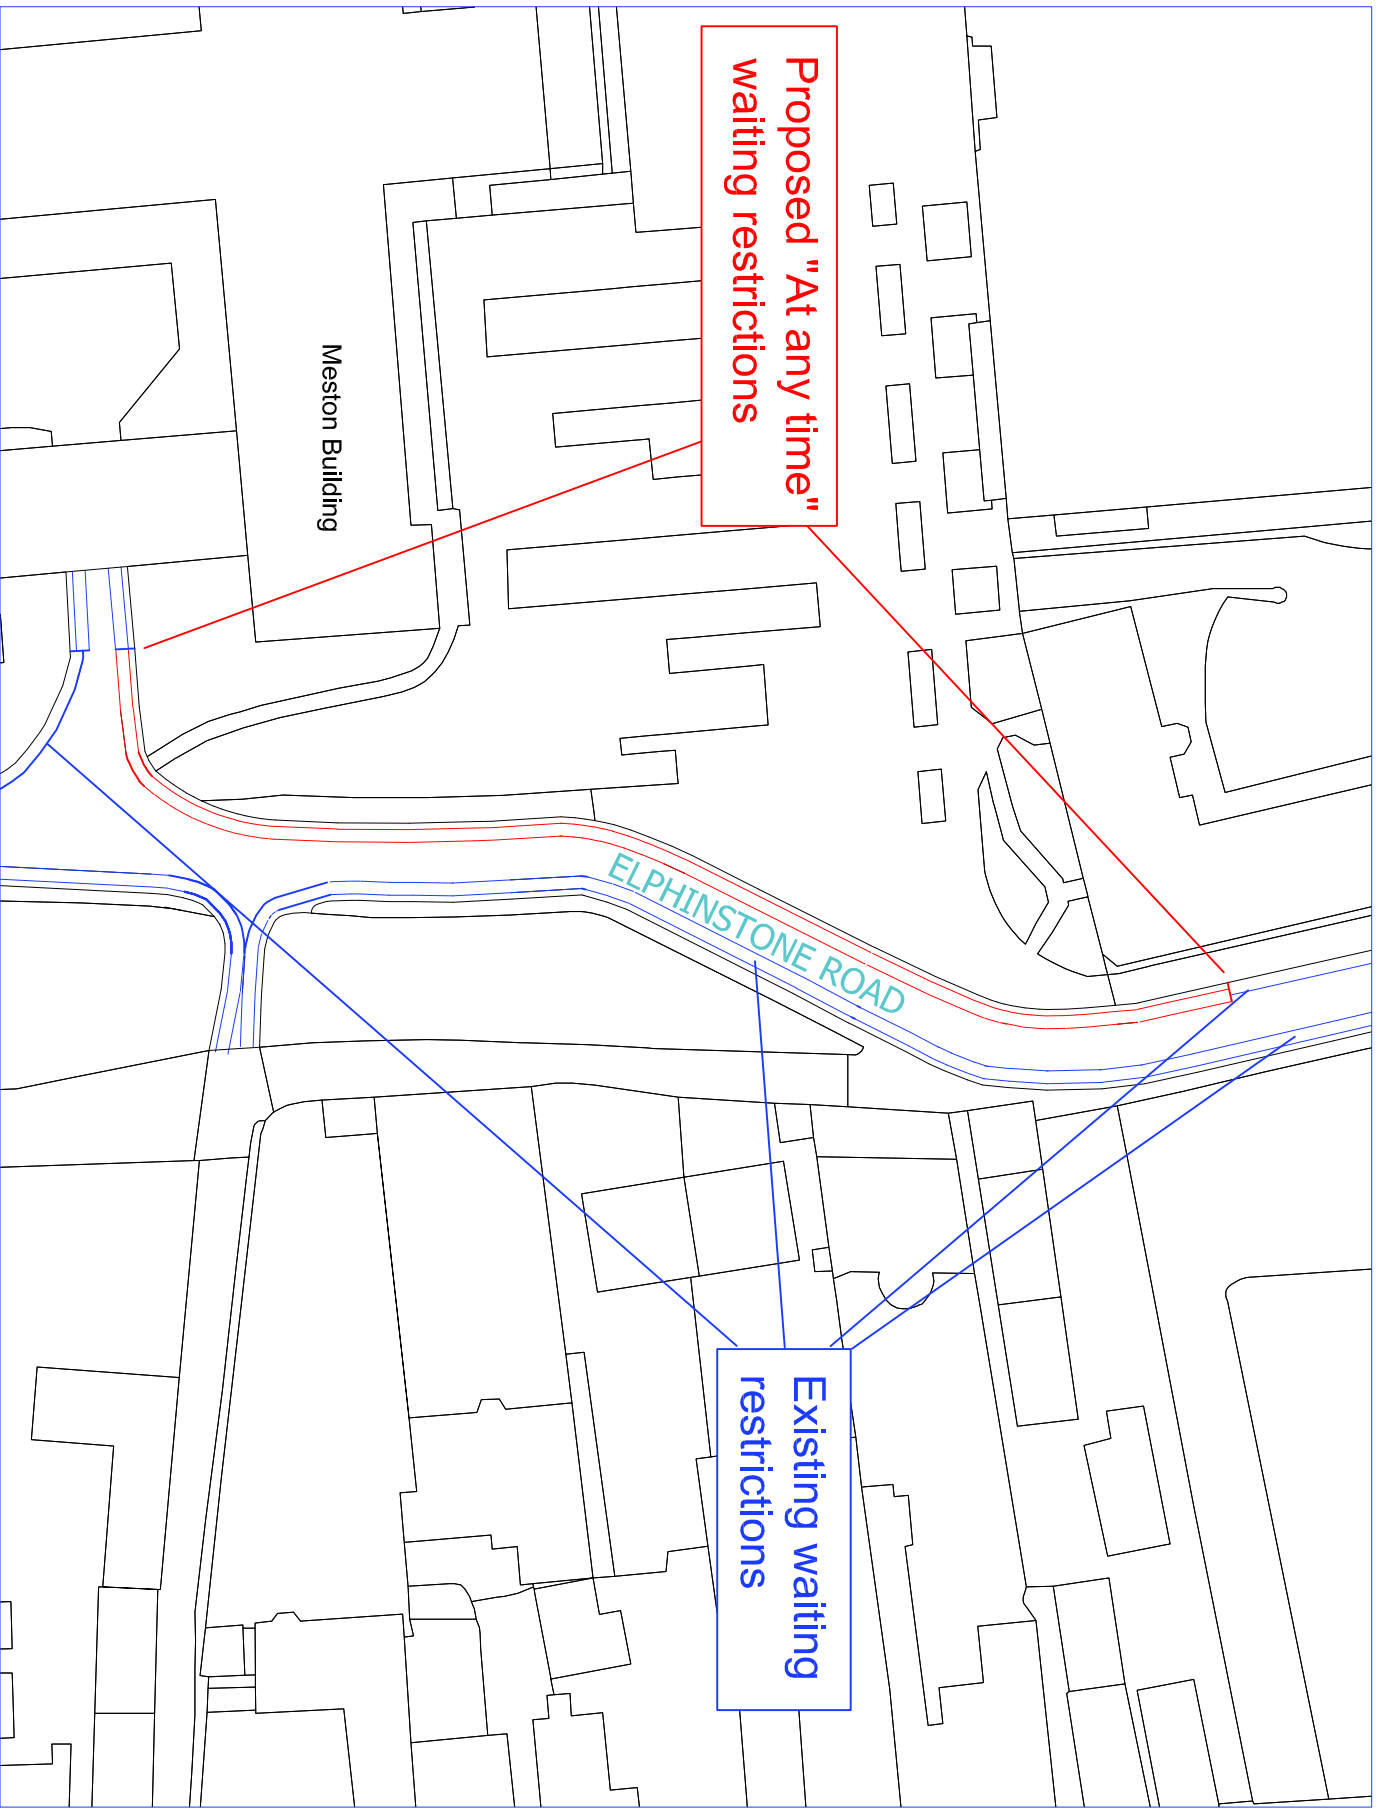 Proposed "At any time"
waiting restrictions
Meston Building
ELPHINSTONE ROAD
Existing waiting
restrictions